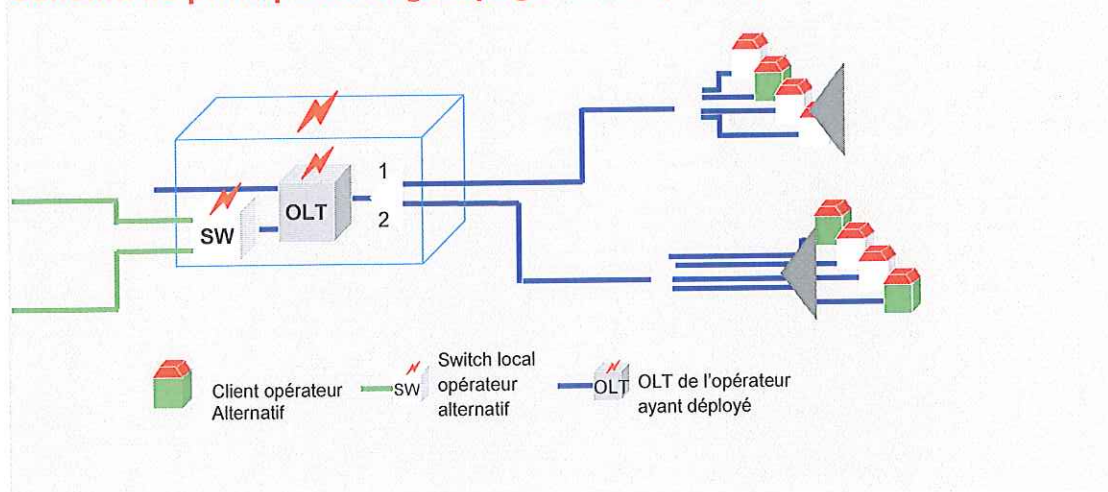 1
OLT
SW
2
Client opérateur
Alternatif
SW
Switch local
opérateur
alternatif
OLT
OLT de l'opérateur
ayant déployé